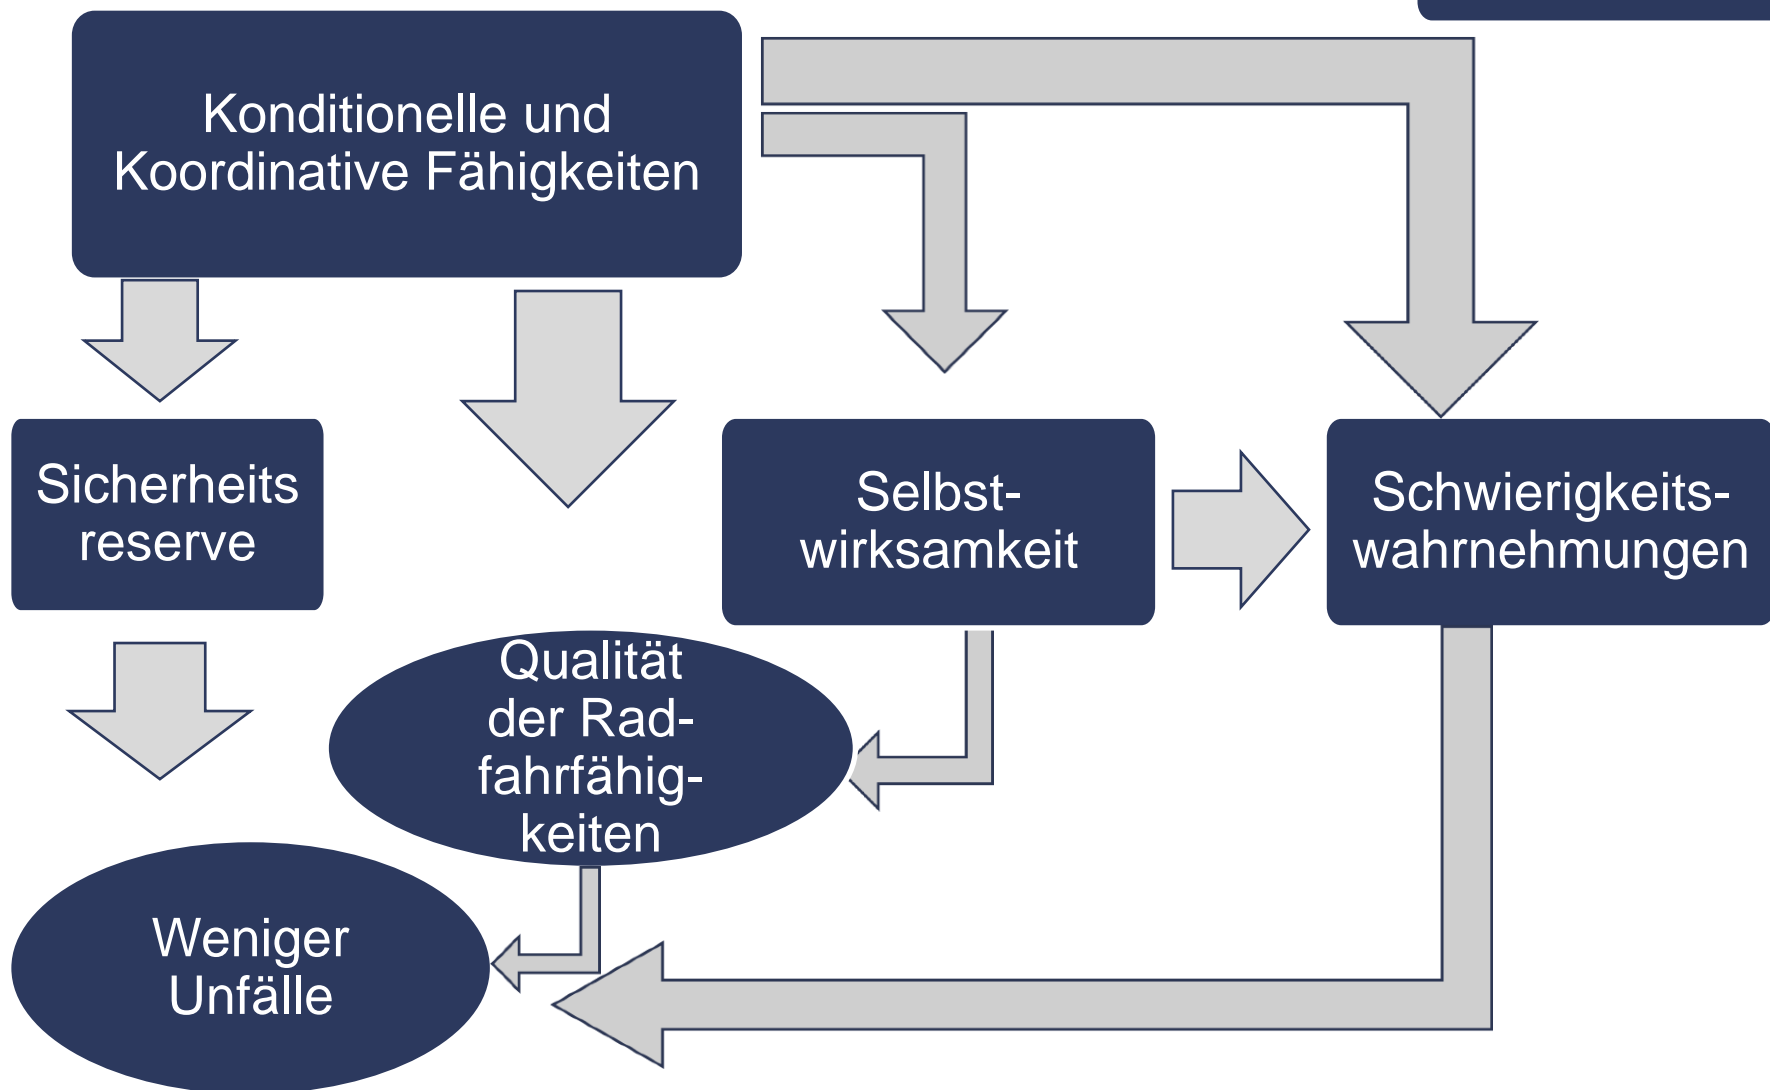 Konditionelle und
Koordinative Fähigkeiten
Sicherheits
reserve
Selbst-
wirksamkeit
Schwierigkeits-
wahrnehmungen
Qualität
der Rad-
fahrfähig-
keiten
Weniger
Unfälle